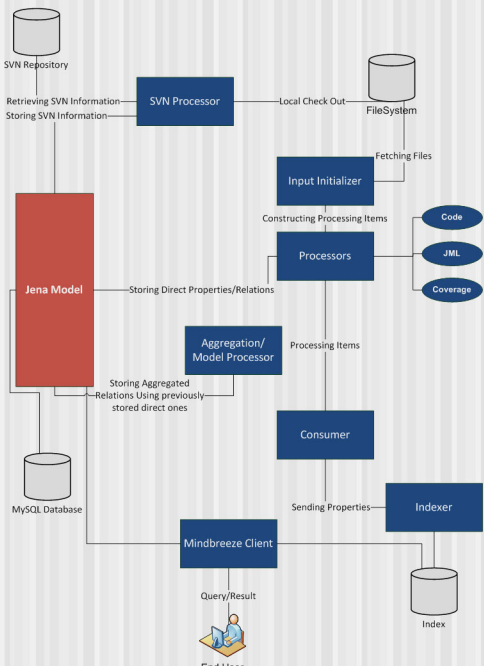 SVN Repository
Retrieving SVN Information
Storing SVN Information
SVN Processor
Local Check Out
FileSystem
Fetching Files
Input Initializer
Constructing Processing Items
Processors
Code
JML
Coverage
Jena Model
Storing Direct Properties/Relations
Aggregation/
Model Processor
Processing Items
Storing Aggregated
Relations Using previously
stored direct ones
Consumer
MySQL Database
Sending Properties
Indexer
Mindbreeze Client
Index
Query/Result
End User